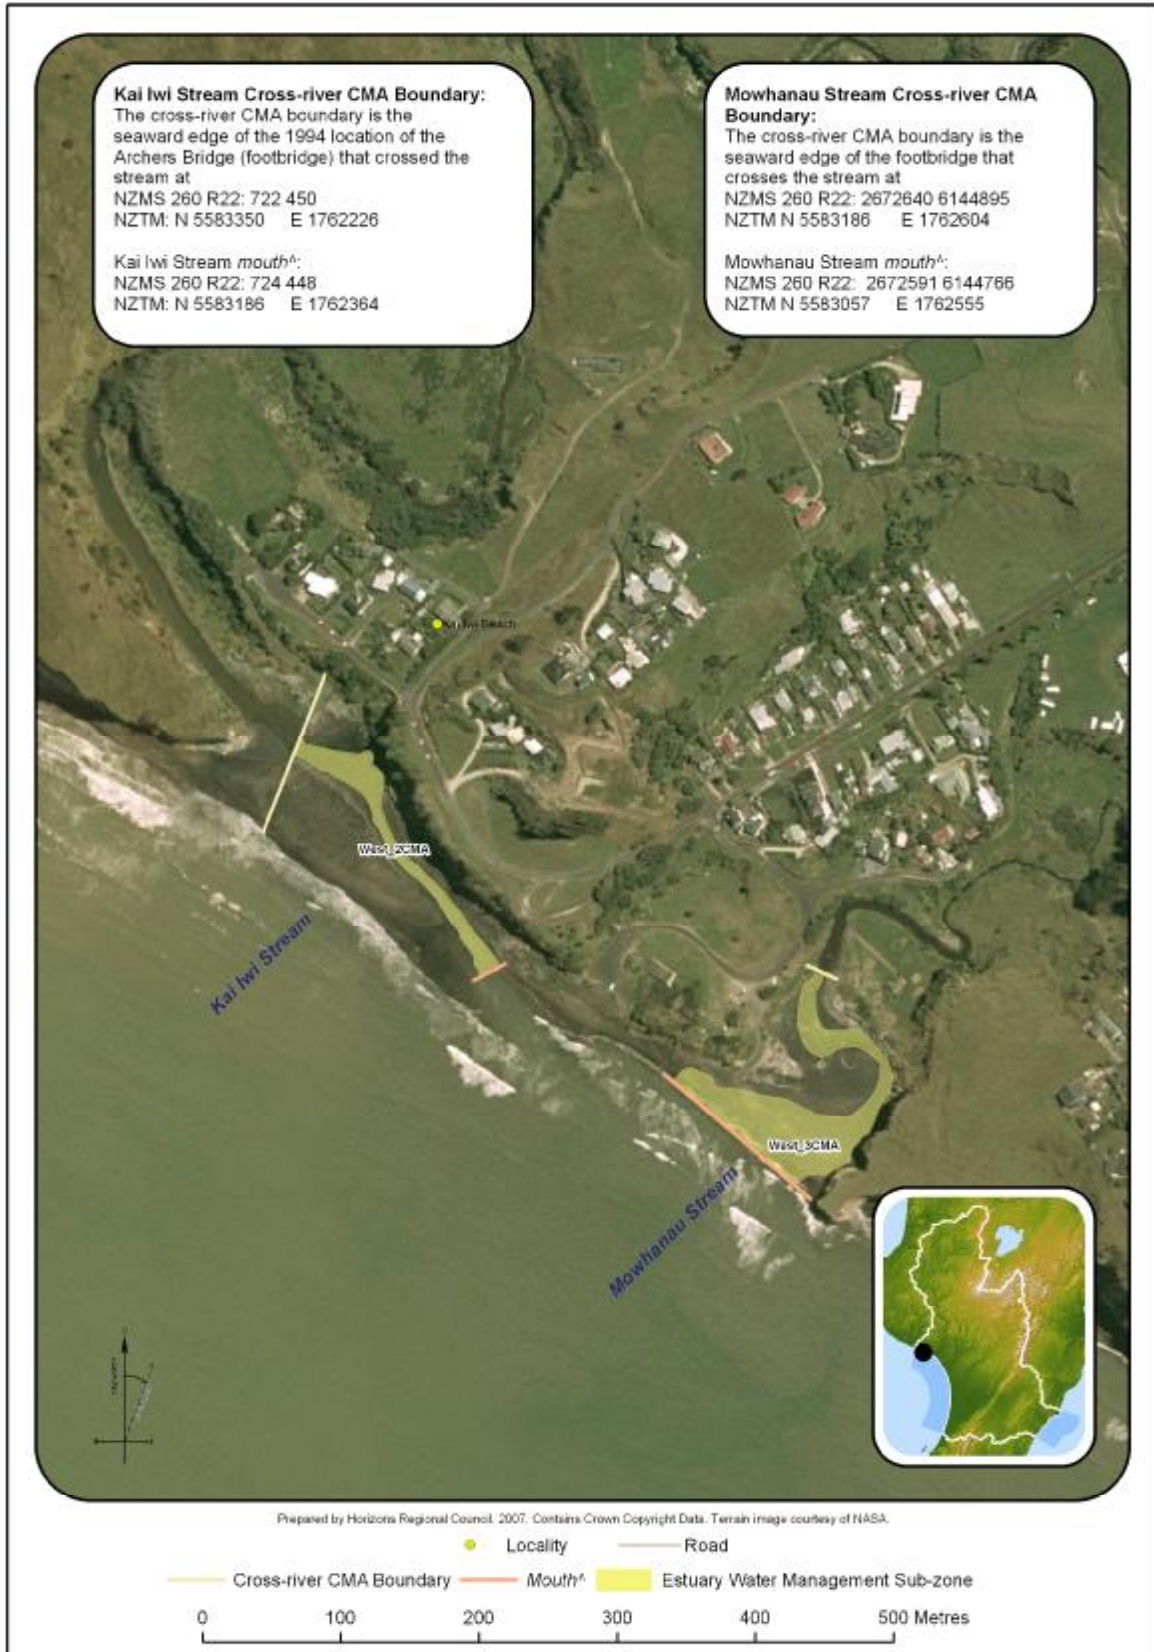 Kai Iwi Stream Cross-river CMA Boundary:
The cross-river CMA boundary is the
seaward edge of the 1994 location of the
Archers Bridge (footbridge) that crossed the
stream at
NZMS 260 R22: 722 450
NZTM: N 5583350 E 1762226
Kai Iwi Stream mouth^:
NZMS 260 R22: 724 448
NZTM: N 5583186 E 1762364
Mowhanau Stream Cross-river CMA
Boundary:
The cross-river CMA boundary is the
seaward edge of the footbridge that
crosses the stream at
NZMS 260 R22: 2672640 6144895
NZTM N 5583186 E 1762604
Mowhanau Stream mouth^:
NZMS 260 R22: 2672591 6144766
NZTM N 5583057 E 1762555
Kai Iwi Beach
West_2CMA
Kai Iwi Stream
West_3CMA
Mowhanau Stream
Prepared by Horizons Regional Council. 2007. Contains Crown Copyright Data. Terrain image courtesy of NASA.
Locality Road
Cross-river CMA Boundary Mouth^ Estuary Water Management Sub-zone
0 100 200 300 400 500 Metres